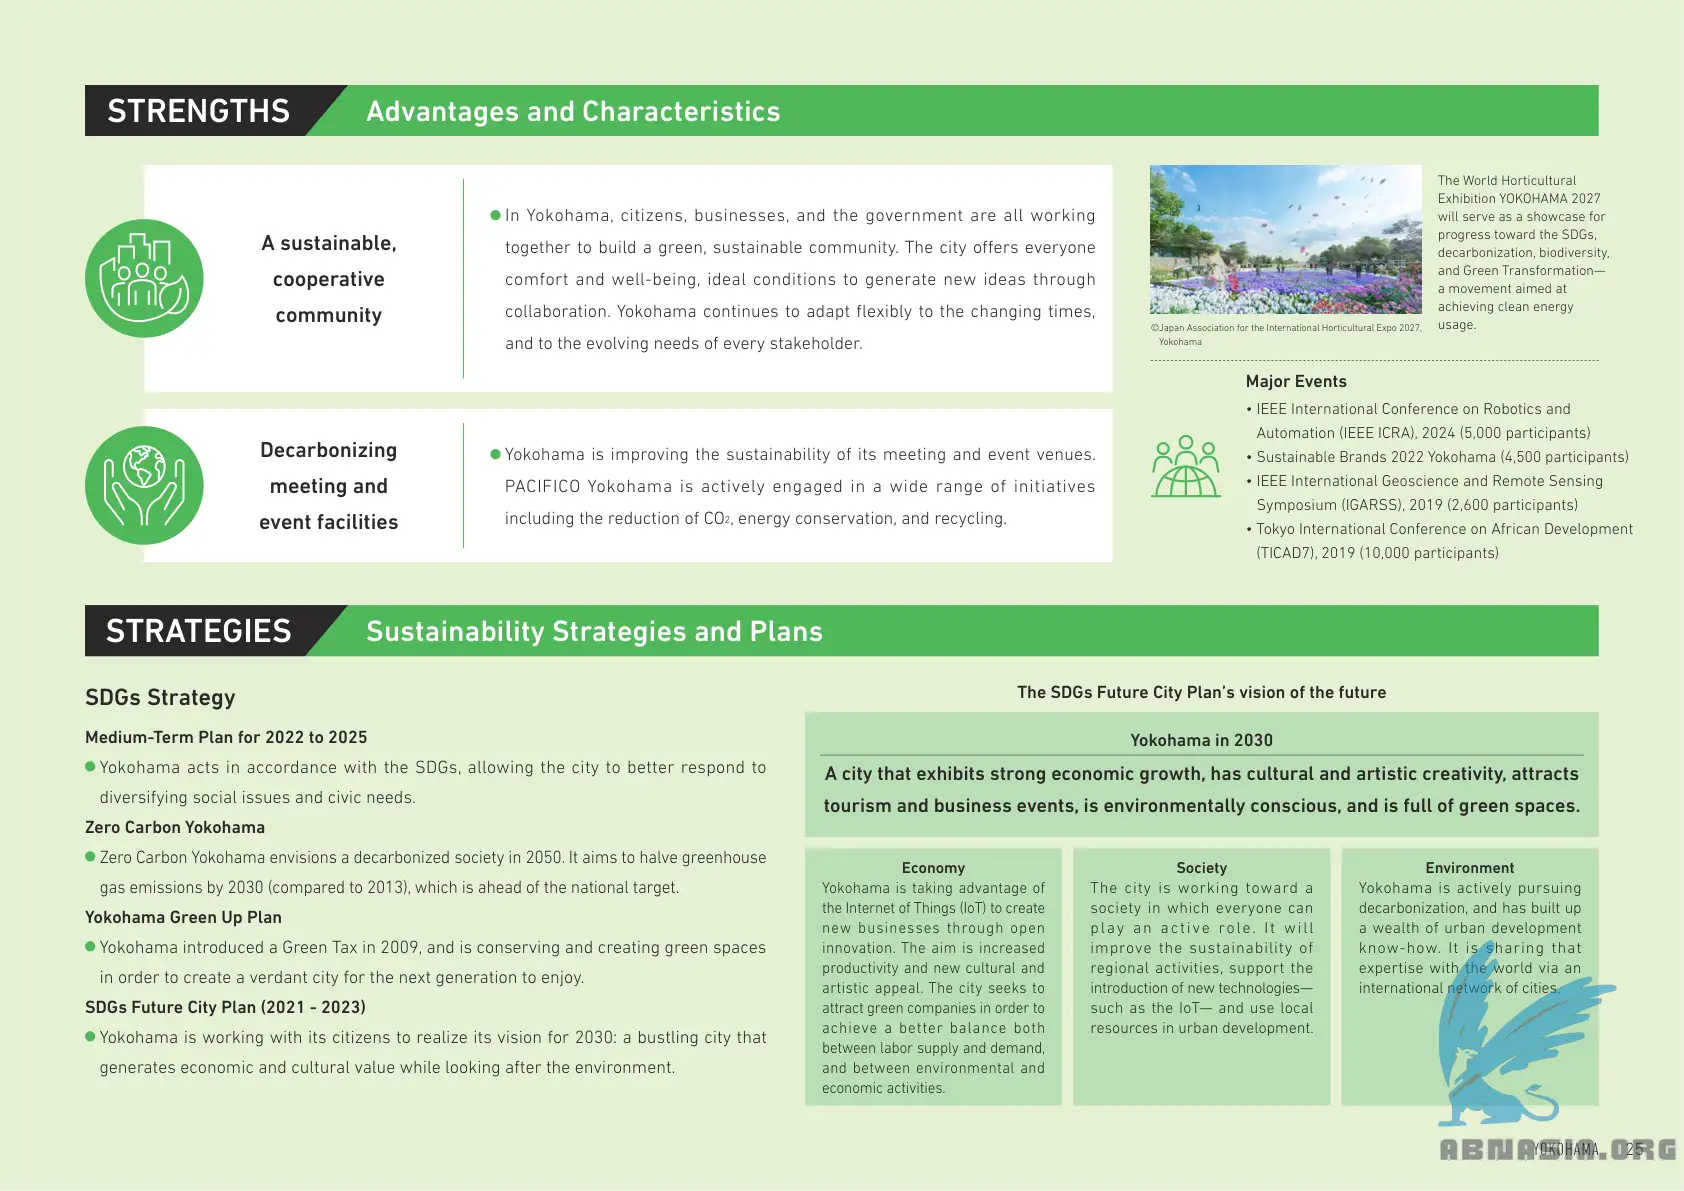 STRENGTHS
Advantages and Characteristics
A sustainable,
cooperative
community
In Yokohama, citizens, businesses, and the government are all working
together to build a green, sustainable community. The city offers everyone
comfort and well-being, ideal conditions to generate new ideas through
collaboration. Yokohama continues to adapt flexibly to the changing times,
and to the evolving needs of every stakeholder.
Decarbonizing
meeting and
event facilities
Yokohama is improving the sustainability of its meeting and event venues.
PACIFICO Yokohama is actively engaged in a wide range of initiatives
including the reduction of CO2, energy conservation, and recycling.
©Japan Association for the International Horticultural Expo 2027,
Yokohama
The World Horticultural
Exhibition YOKOHAMA 2027
will serve as a showcase for
progress toward the SDGs,
decarbonization, biodiversity,
and Green Transformation—
a movement aimed at
achieving clean energy
usage.
Major Events
• IEEE International Conference on Robotics and
Automation (IEEE ICRA), 2024 (5,000 participants)
• Sustainable Brands 2022 Yokohama (4,500 participants)
• IEEE International Geoscience and Remote Sensing
Symposium (IGARSS), 2019 (2,600 participants)
• Tokyo International Conference on African Development
(TICAD7), 2019 (10,000 participants)
STRATEGIES
Sustainability Strategies and Plans
SDGs Strategy
Medium-Term Plan for 2022 to 2025
Yokohama acts in accordance with the SDGs, allowing the city to better respond to
diversifying social issues and civic needs.
Zero Carbon Yokohama
Zero Carbon Yokohama envisions a decarbonized society in 2050. It aims to halve greenhouse
gas emissions by 2030 (compared to 2013), which is ahead of the national target.
Yokohama Green Up Plan
Yokohama introduced a Green Tax in 2009, and is conserving and creating green spaces
in order to create a verdant city for the next generation to enjoy.
SDGs Future City Plan (2021 - 2023)
Yokohama is working with its citizens to realize its vision for 2030: a bustling city that
generates economic and cultural value while looking after the environment.
The SDGs Future City Plan's vision of the future
Yokohama in 2030
A city that exhibits strong economic growth, has cultural and artistic creativity, attracts
tourism and business events, is environmentally conscious, and is full of green spaces.
Economy
Yokohama is taking advantage of
the Internet of Things (IoT) to create
new businesses through open
innovation. The aim is increased
productivity and new cultural and
artistic appeal. The city seeks to
attract green companies in order to
achieve a better balance both
between labor supply and demand,
and between environmental and
economic activities.
Society
The city is working toward a
society in which everyone can
play an active role. It will
improve the sustainability of
regional activities, support the
introduction of new technologies—
such as the IoT— and use local
resources in urban development.
Environment
Yokohama is actively pursuing
decarbonization, and has built up
a wealth of urban development
know-how. It is sharing that
expertise with the world via an
international network of cities.
YOKOHAMA 25
ABNASIA.ORG